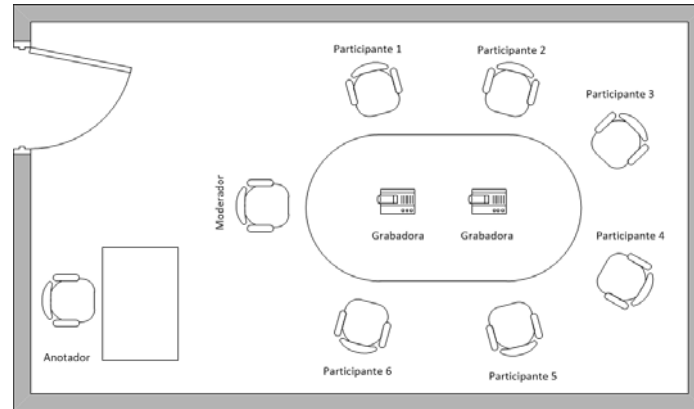 Participante 1
Participante 2
Participante 3
Moderador
Grabadora
Grabadora
Participante 4
Anotador
Participante 6
Participante 5